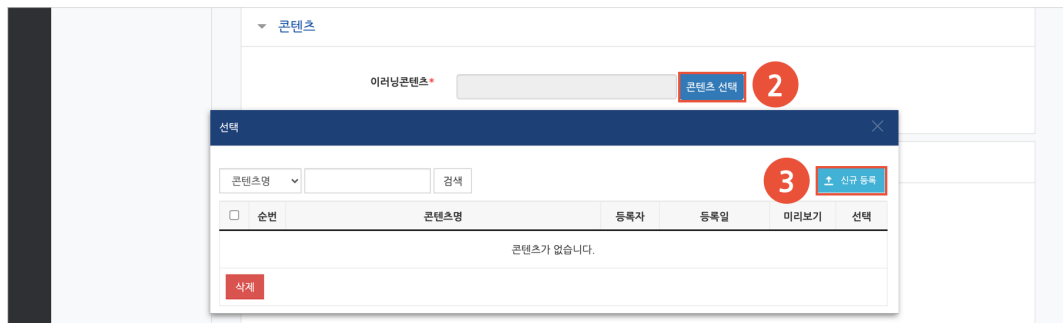 콘텐츠
이러닝콘텐츠* 콘텐츠 선택 2
선택
콘텐츠명 검색 3 신규 등록
순번 콘텐츠명 등록자 등록일 미리보기 선택
콘텐츠가 없습니다.
삭제